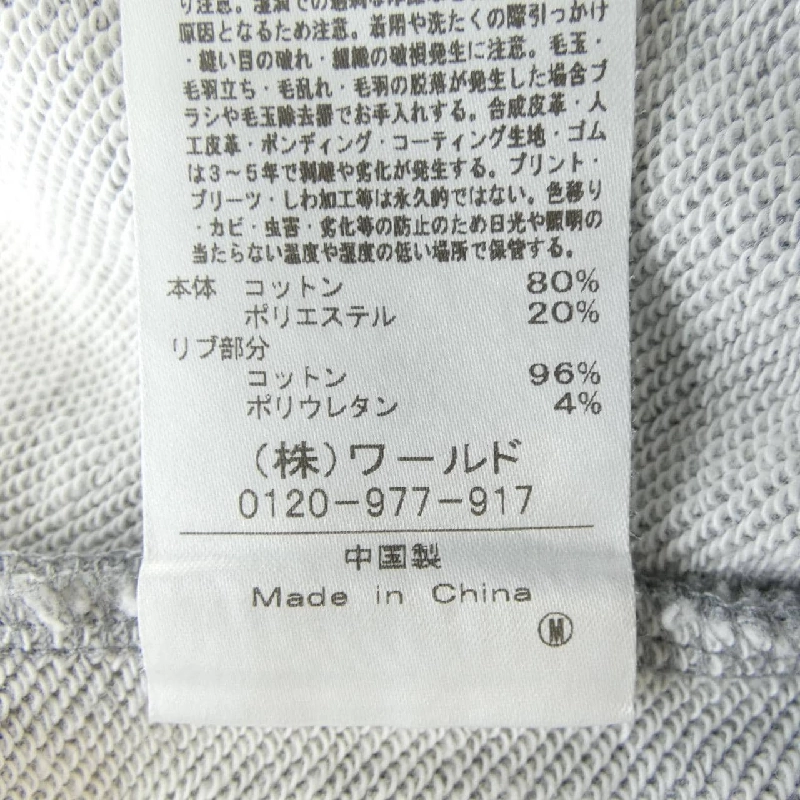 り注意。湿潤での過
原因となるため注意。着用や洗たくの際引っかけ
・縫い目の破れ・組織の破損発生に注意。毛玉・
毛羽立ち・毛乱れ・毛羽の脱落が発生した場合ブ
ラシや毛玉除去器でお手入れする。合成皮革・人
工皮革・ボンディング・コーティング生地・ゴム
は3~5年で剥離や劣化が発生する。プリント・
プリーツ・しわ加工等は永久的ではない。色移り
・カビ・虫害・劣化等の防止のため日光や照明の
当たらない温度や湿度の低い場所で保管する。
本体 コットン 80%
ポリエステル 20%
リブ部分
コットン 96%
ポリウレタン 4%
(株)ワールド
0120-977-917
中国製
Made in China
M